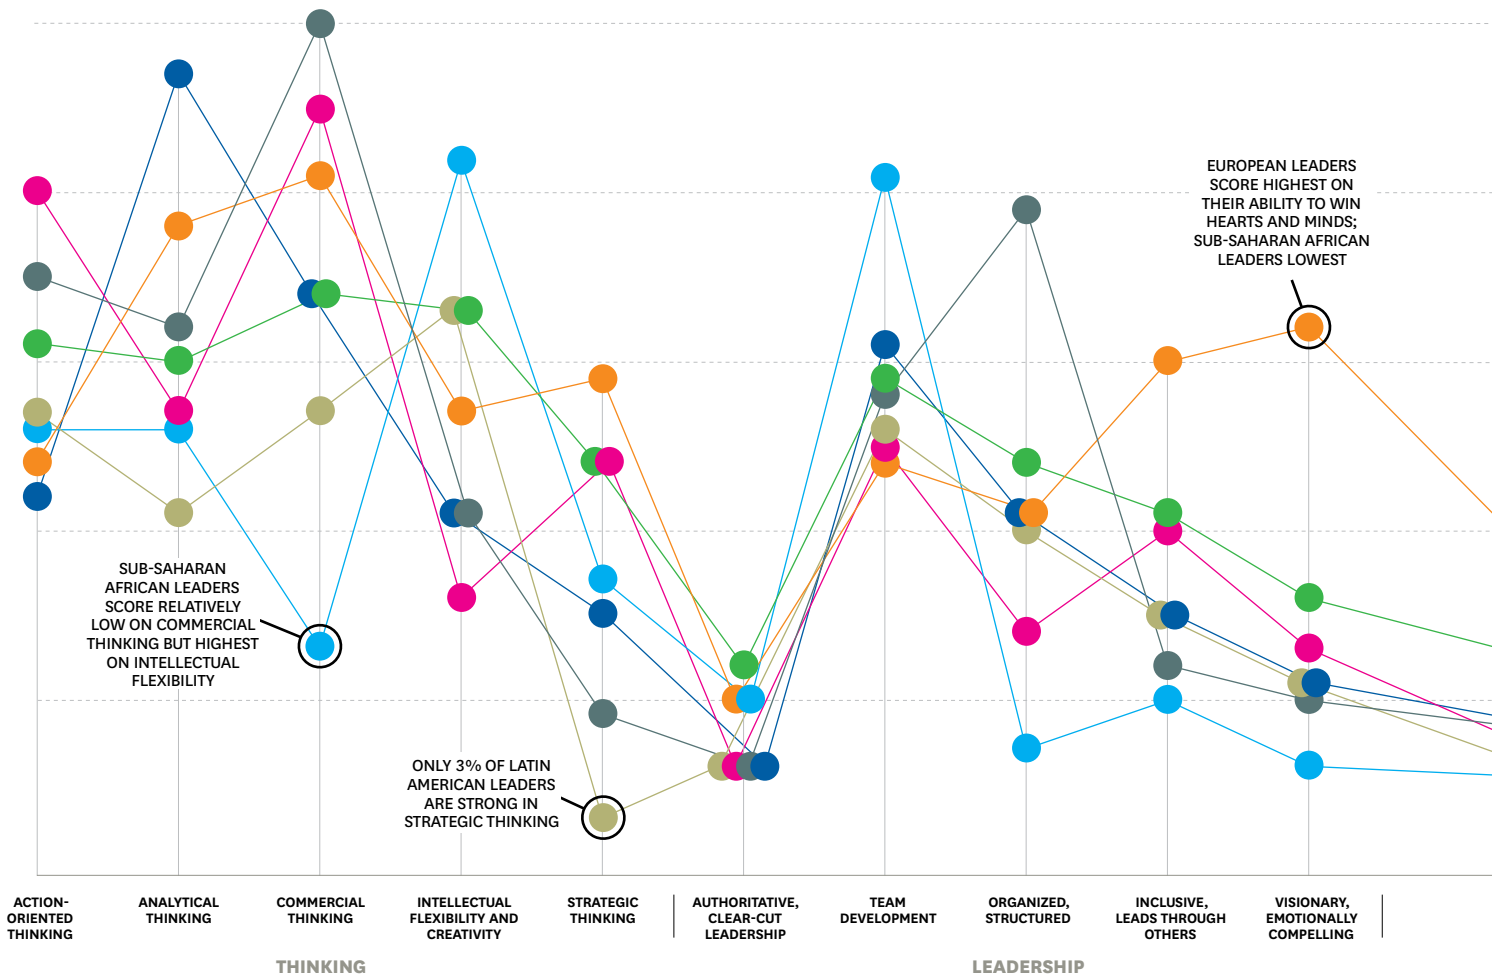 EUROPEAN LEADERS
SCORE HIGHEST ON
THEIR ABILITY TO WIN
HEARTS AND MINDS;
SUB-SAHARAN AFRICAN
LEADERS LOWEST
SUB-SAHARAN
AFRICAN LEADERS
SCORE RELATIVELY
LOW ON COMMERCIAL
THINKING BUT HIGHEST
ON INTELLECTUAL
FLEXIBILITY
ONLY 3% OF LATIN
AMERICAN LEADERS
ARE STRONG IN
STRATEGIC THINKING
ACTION-
ORIENTED
THINKING
ANALYTICAL
THINKING
COMMERCIAL
THINKING
INTELLECTUAL
FLEXIBILITY AND
CREATIVITY
STRATEGIC
THINKING
AUTHORITATIVE,
CLEAR-CUT
LEADERSHIP
TEAM
DEVELOPMENT
ORGANIZED,
STRUCTURED
INCLUSIVE,
LEADS THROUGH
OTHERS
VISIONARY,
EMOTIONALLY
COMPELLING
THINKING
LEADERSHIP